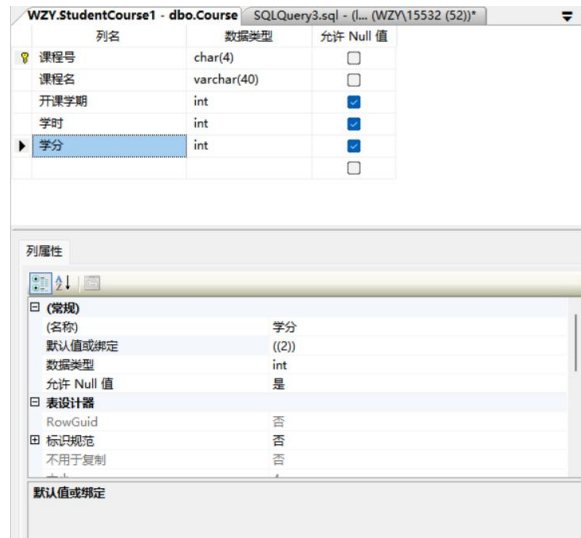 WZY.StudentCourse1 - dbo.Course SQLQuery3.sql - (l... (WZY\15532 (52))*
列名 数据类型 允许 Null 值
课程号 char(4)
课程名 varchar(40)
开课学期 int
学时 int
学分 int
列属性
(常规)
(名称) 学分
默认值或绑定 ((2))
数据类型 int
允许 Null 值 是
表设计器
RowGuid 否
标识规范 否
不用于复制 否
默认值或绑定